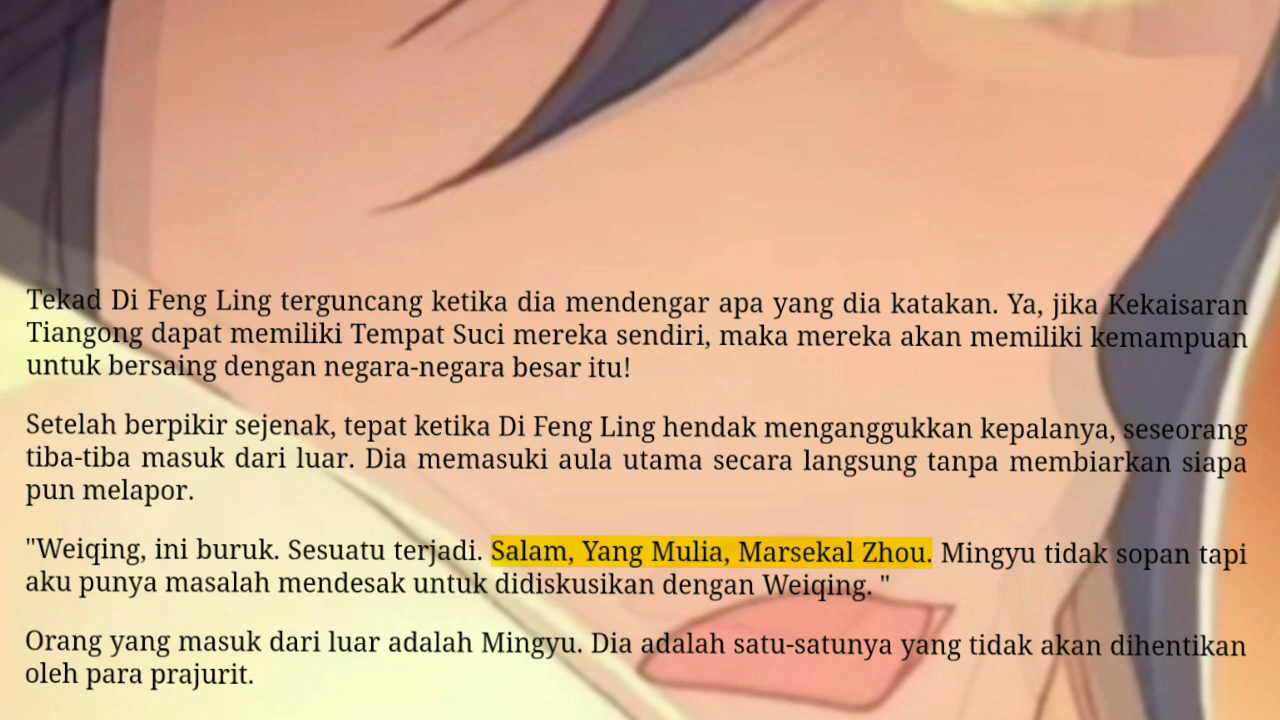 Tekad Di Feng Ling terguncang ketika dia mendengar apa yang dia katakan. Ya, jika Kekaisaran
Tiangong dapat memiliki Tempat Suci mereka sendiri, maka mereka akan memiliki kemampuan
untuk bersaing dengan negara-negara besar itu!
Setelah berpikir sejenak, tepat ketika Di Feng Ling hendak menganggukkan kepalanya, seseorang
tiba-tiba masuk dari luar. Dia memasuki aula utama secara langsung tanpa membiarkan siapa
pun melapor.
"Weiqing, ini buruk. Sesuatu terjadi. Salam, Yang Mulia, Marsekal Zhou. Mingyu tidak sopan tapi
aku punya masalah mendesak untuk didiskusikan dengan Weiqing. "
Orang yang masuk dari luar adalah Mingyu. Dia adalah satu-satunya yang tidak akan dihentikan
oleh para prajurit.